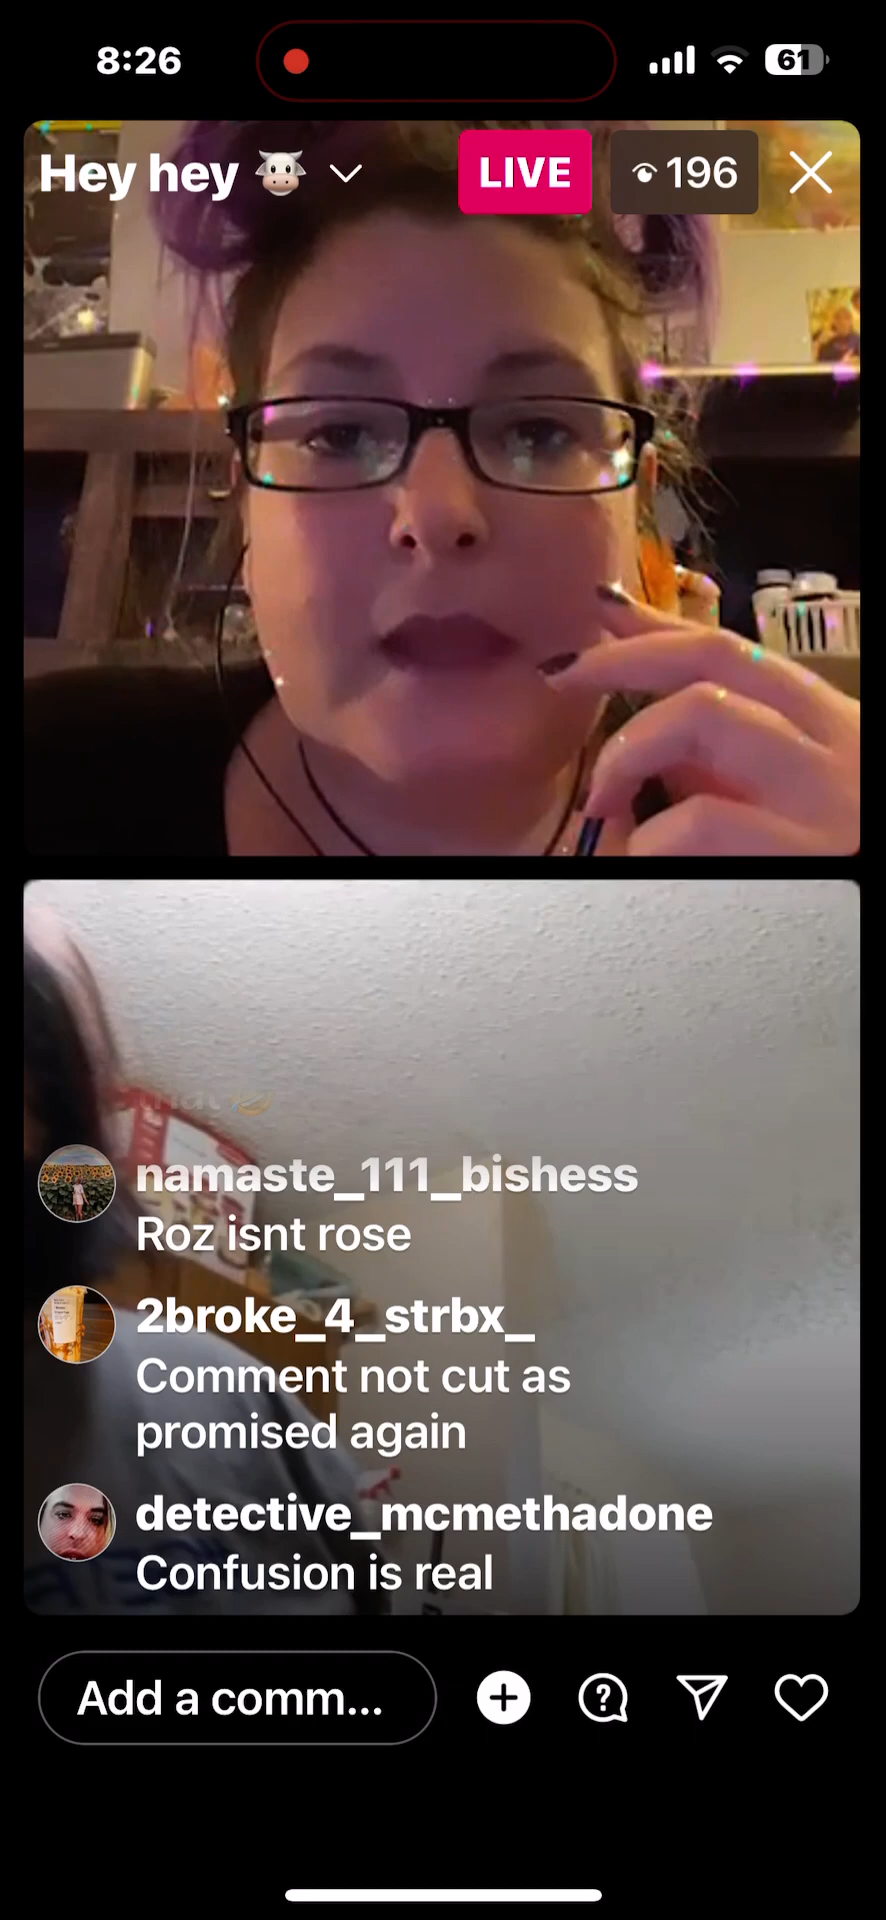 8:26
61
Hey hey 🐮
LIVE
196
namaste_111_bishess
Roz isnt rose
2broke_4_strbx_
Comment not cut as
promised again
detective_mcmethadone
Confusion is real
Add a comm...